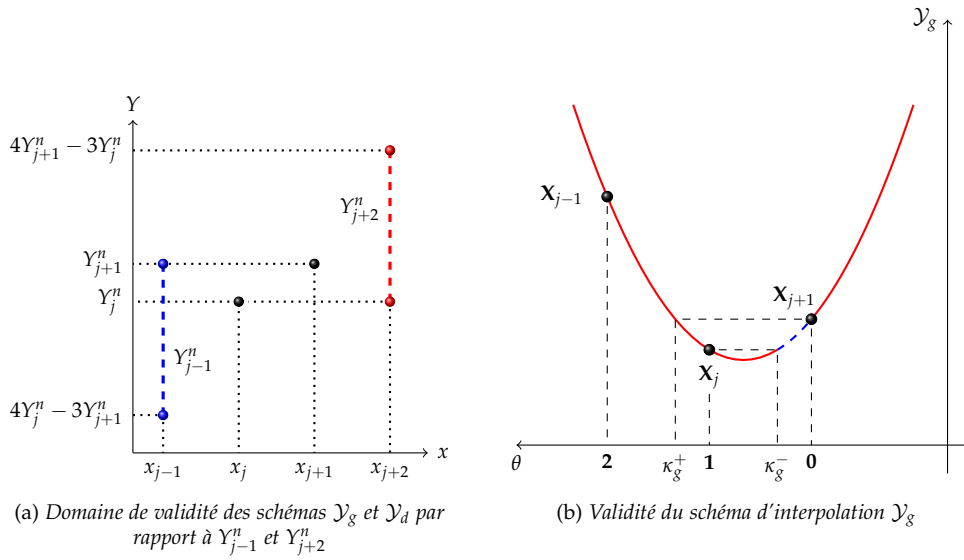 Y
4Y^n_{j+1} − 3Y^n_j
Y^n_{j+2}
Y^n_{j+1}
Y^n_j
Y^n_{j−1}
4Y^n_j − 3Y^n_{j+1}
x_{j−1} x_j x_{j+1} x_{j+2} x
(a) Domaine de validité des schémas 𝒴_g et 𝒴_d par
rapport à Y^n_{j−1} et Y^n_{j+2}
𝒴_g
X_{j−1}
X_{j+1}
X_j
θ 2 κ_g^+ 1 κ_g^− 0
(b) Validité du schéma d'interpolation 𝒴_g